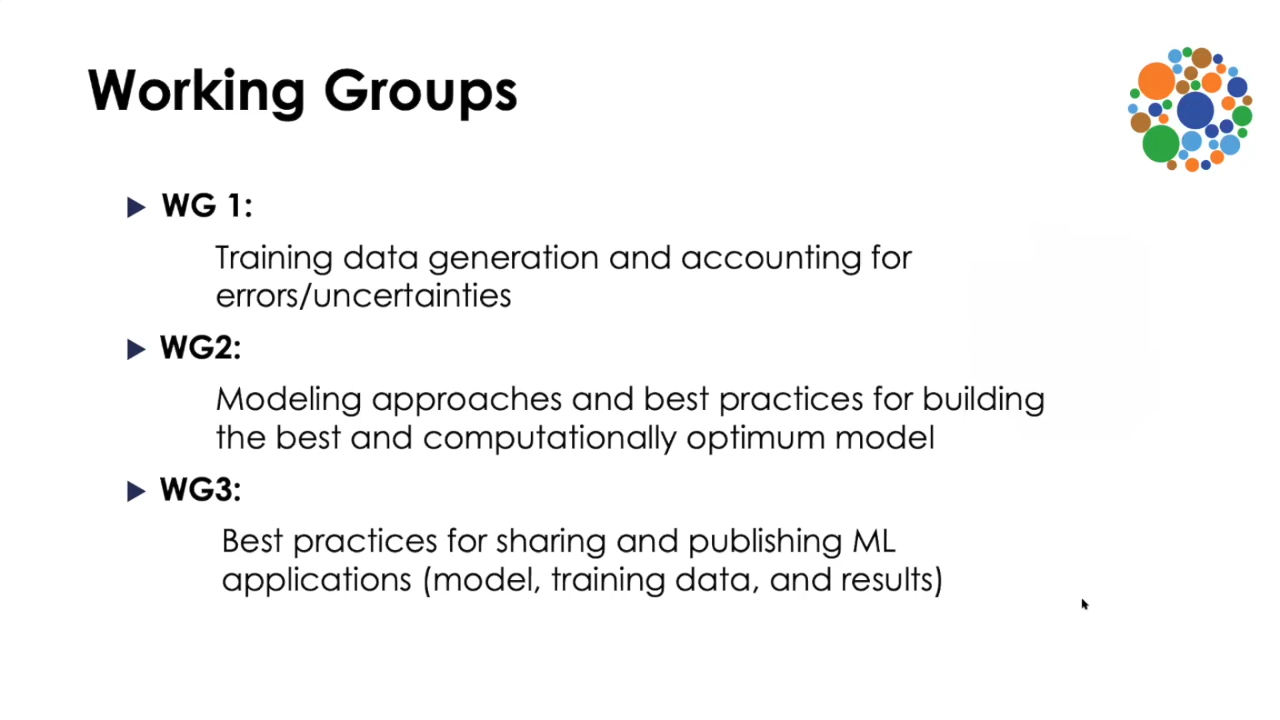 Working Groups
WG 1:
Training data generation and accounting for
errors/uncertainties
WG2:
Modeling approaches and best practices for building
the best and computationally optimum model
WG3:
Best practices for sharing and publishing ML
applications (model, training data, and results)